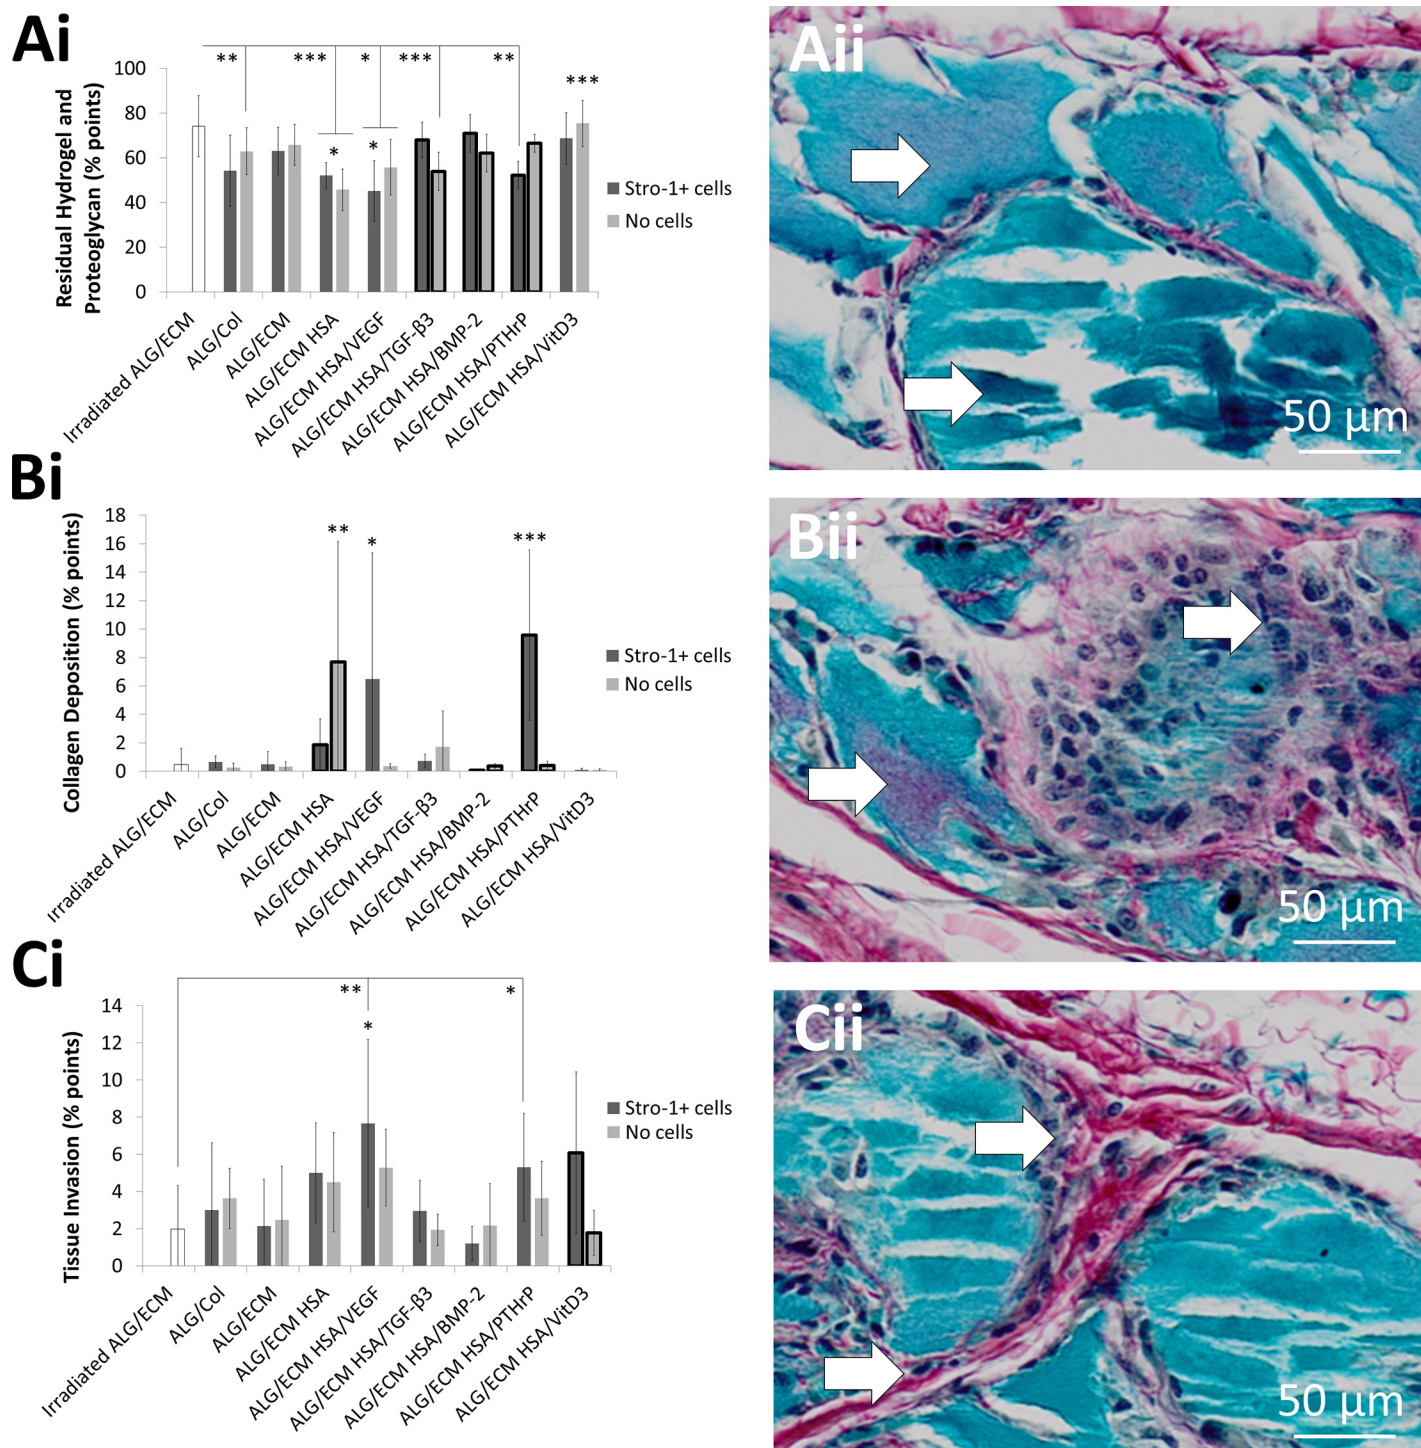 Ai
** *** * *** **
***
* *
Residual Hydrogel and
Proteoglycan (% points)
100
80
60
40
20
0
Stro-1+ cells
No cells
Irradiated ALG/ECM
ALG/Col
ALG/ECM
ALG/ECM HSA
ALG/ECM HSA/VEGF
ALG/ECM HSA/TGF-β3
ALG/ECM HSA/BMP-2
ALG/ECM HSA/PTHrP
ALG/ECM HSA/VitD3
Aii
50 μm
Bi
** * ***
Collagen Deposition (% points)
18
16
14
12
10
8
6
4
2
0
Stro-1+ cells
No cells
Irradiated ALG/ECM
ALG/Col
ALG/ECM
ALG/ECM HSA
ALG/ECM HSA/VEGF
ALG/ECM HSA/TGF-β3
ALG/ECM HSA/BMP-2
ALG/ECM HSA/PTHrP
ALG/ECM HSA/VitD3
Bii
50 μm
Ci
** *
*
Tissue Invasion (% points)
14
12
10
8
6
4
2
0
Stro-1+ cells
No cells
Irradiated ALG/ECM
ALG/Col
ALG/ECM
ALG/ECM HSA
ALG/ECM HSA/VEGF
ALG/ECM HSA/TGF-β3
ALG/ECM HSA/BMP-2
ALG/ECM HSA/PTHrP
ALG/ECM HSA/VitD3
Cii
50 μm